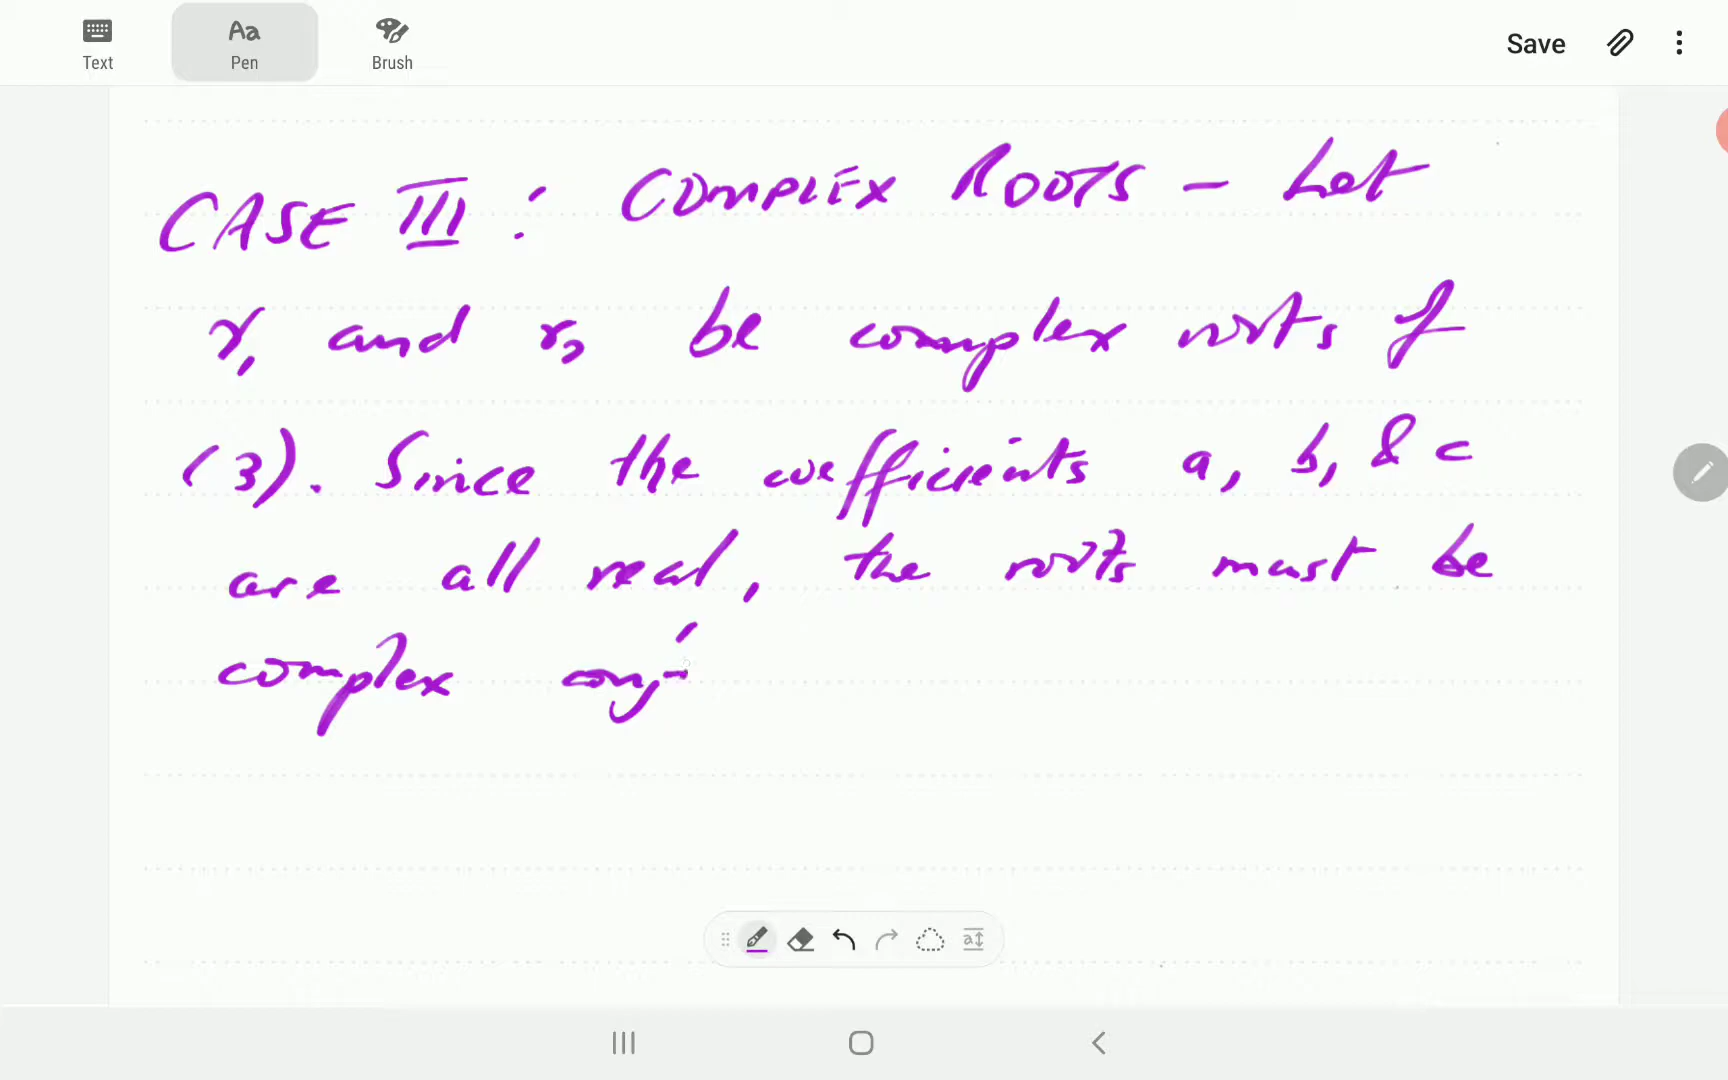 Text
Aa
Pen
Brush
Save
CASE III : COMPLEX ROOTS - Let
r1 and r2 be complex roots of
(3). Since the coefficients a, b, & c
are all real, the roots must be
complex conj